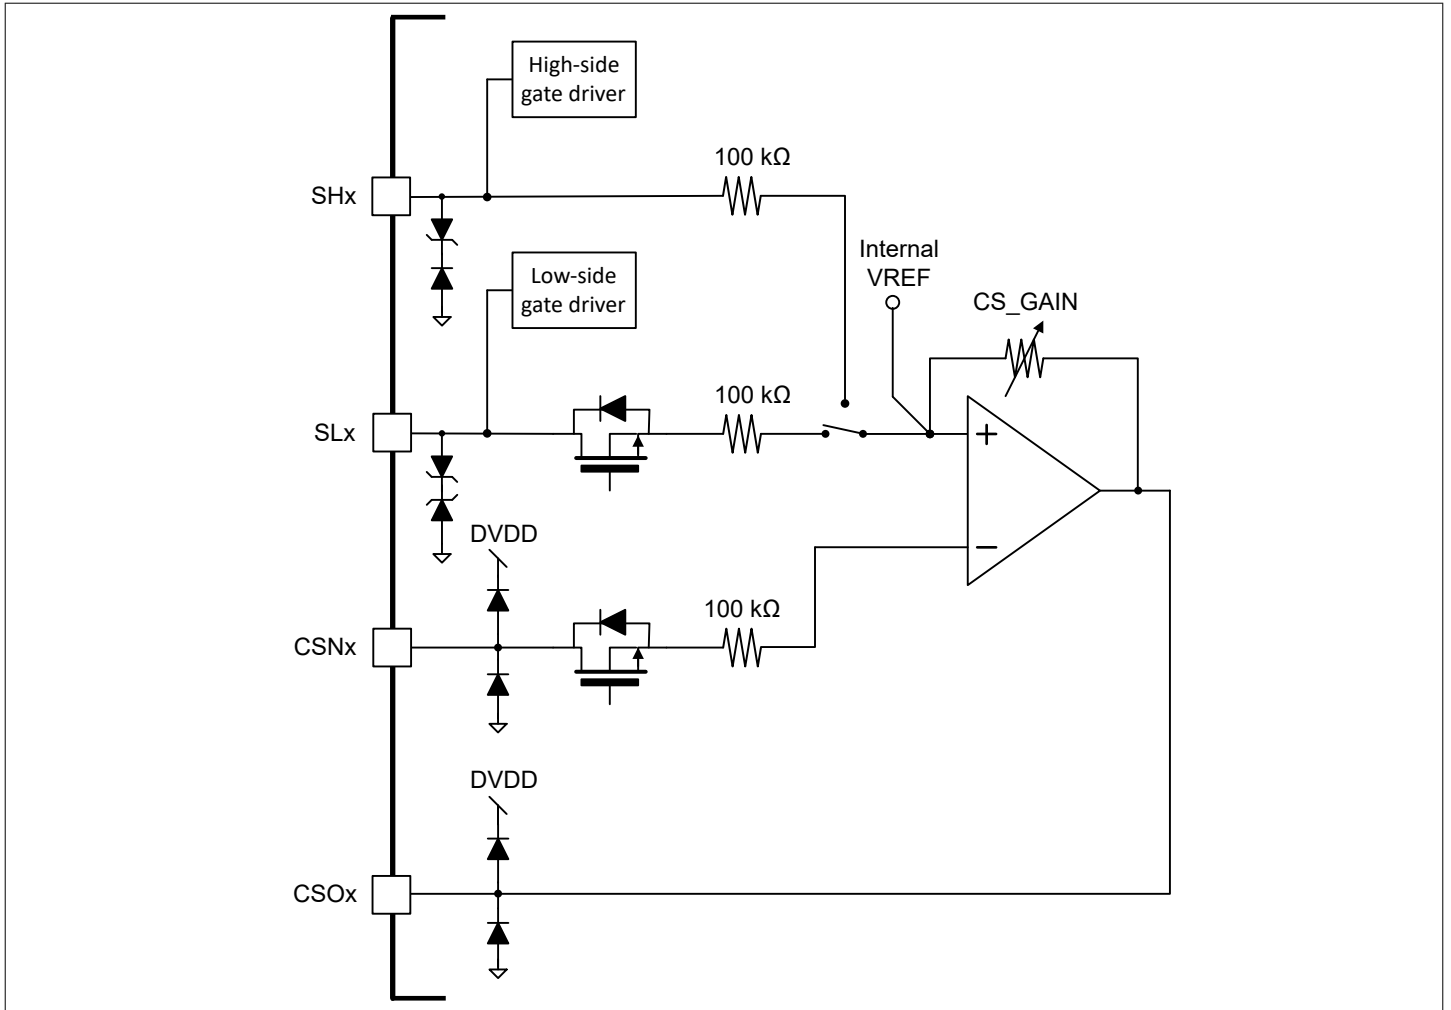 High-side
gate driver
100 kΩ
SHx
Internal
VREF
Low-side
gate driver
CS_GAIN
100 kΩ
SLx
+
DVDD
−
100 kΩ
CSNx
DVDD
CSOx